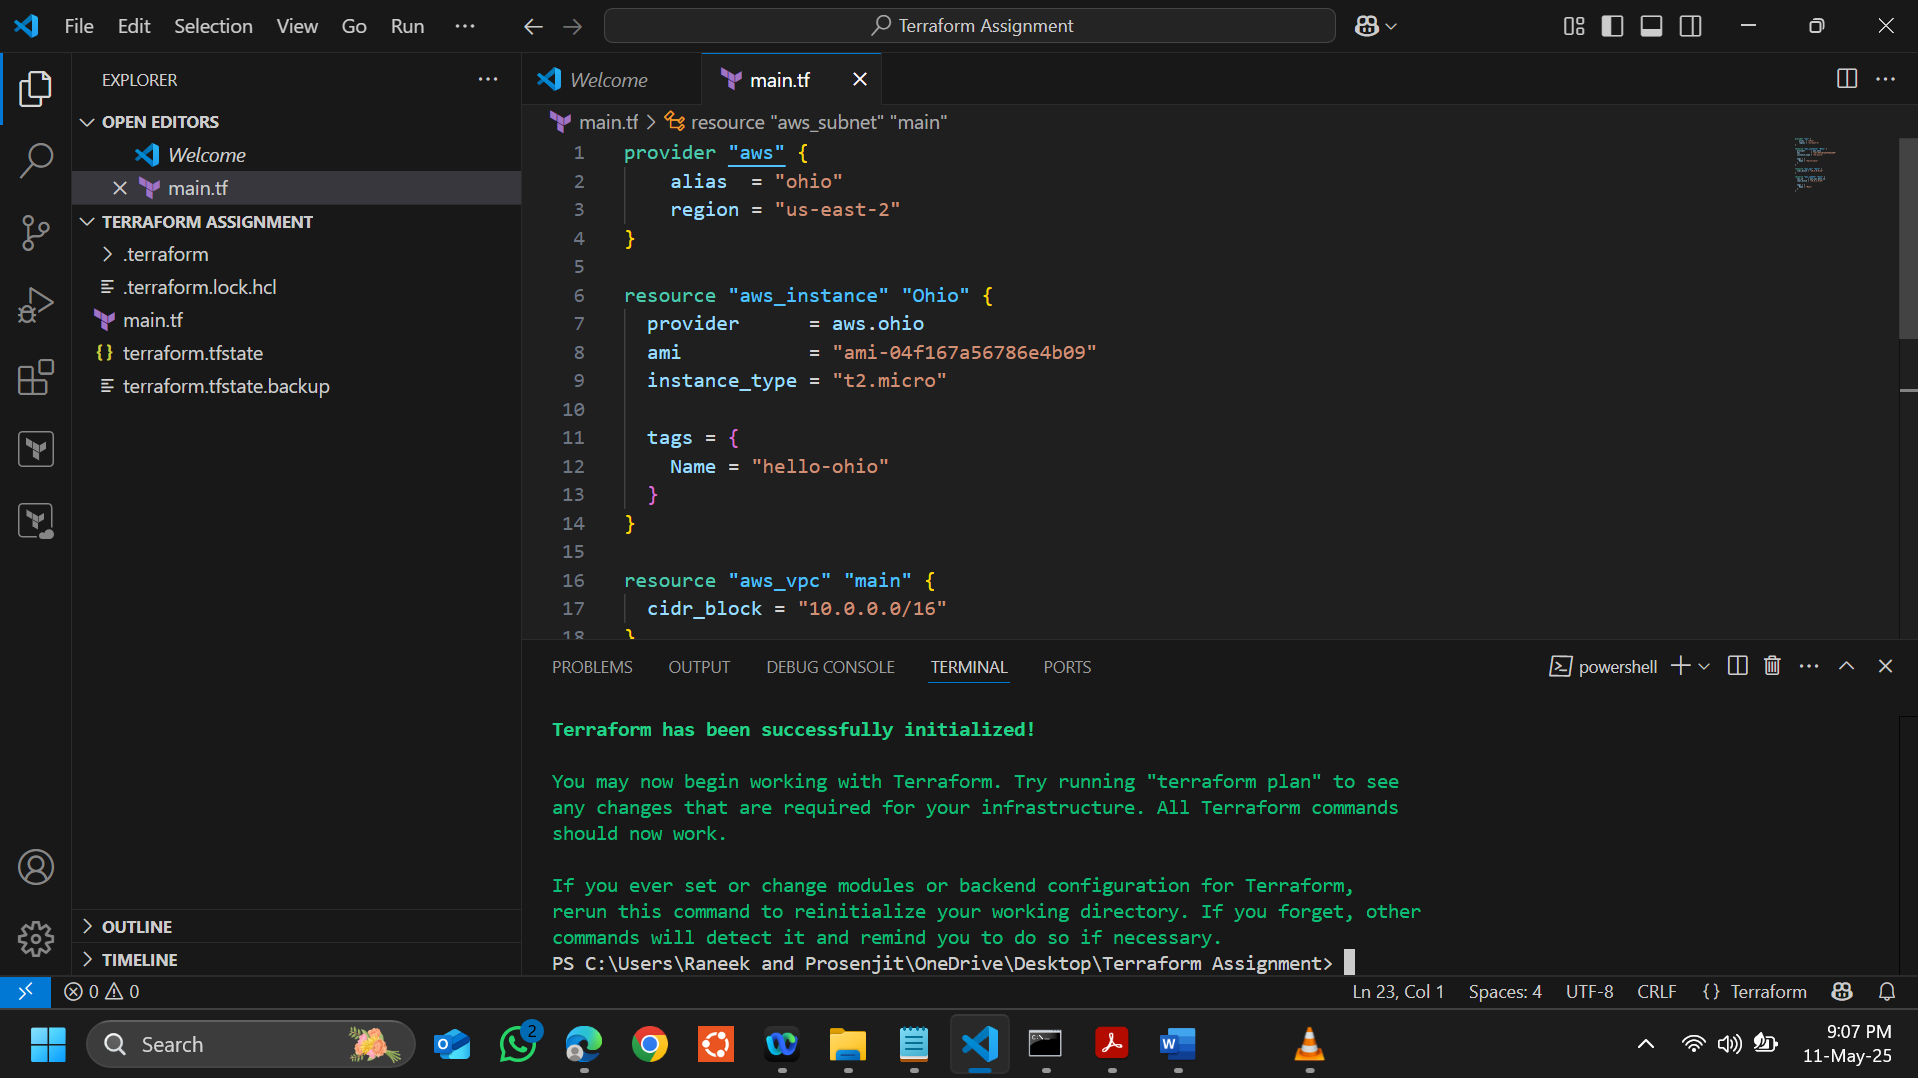 File Edit Selection View Go Run ··· Terraform Assignment
EXPLORER
OPEN EDITORS
Welcome
main.tf
TERRAFORM ASSIGNMENT
.terraform
.terraform.lock.hcl
main.tf
terraform.tfstate
terraform.tfstate.backup
OUTLINE
TIMELINE
Welcome main.tf
main.tf > resource "aws_subnet" "main"
1 provider "aws" {
2 alias = "ohio"
3 region = "us-east-2"
4 }
5
6 resource "aws_instance" "Ohio" {
7 provider = aws.ohio
8 ami = "ami-04f167a56786e4b09"
9 instance_type = "t2.micro"
10
11 tags = {
12 Name = "hello-ohio"
13 }
14 }
15
16 resource "aws_vpc" "main" {
17 cidr_block = "10.0.0.0/16"
18 }
PROBLEMS OUTPUT DEBUG CONSOLE TERMINAL PORTS powershell
Terraform has been successfully initialized!
You may now begin working with Terraform. Try running "terraform plan" to see
any changes that are required for your infrastructure. All Terraform commands
should now work.
If you ever set or change modules or backend configuration for Terraform,
rerun this command to reinitialize your working directory. If you forget, other
commands will detect it and remind you to do so if necessary.
PS C:\Users\Raneek and Prosenjit\OneDrive\Desktop\Terraform Assignment>
0 0 Ln 23, Col 1 Spaces: 4 UTF-8 CRLF {} Terraform
Search 2 9:07 PM
11-May-25